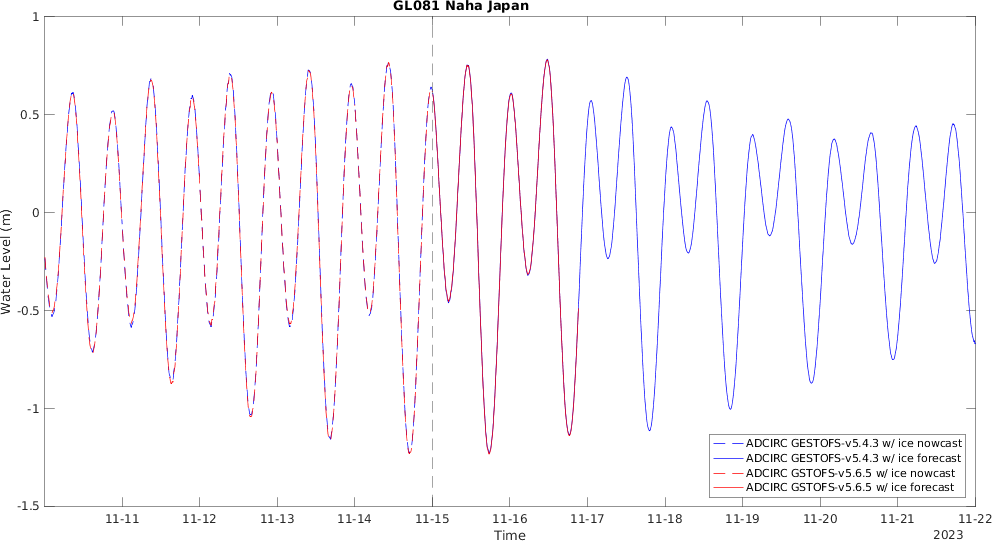 GL081 Naha Japan
1
0.5
0
-0.5
-1
-1.5
Water Level (m)
ADCIRC GESTOFS-v5.4.3 w/ ice nowcast
ADCIRC GESTOFS-v5.4.3 w/ ice forecast
ADCIRC GSTOFS-v5.6.5 w/ ice nowcast
ADCIRC GSTOFS-v5.6.5 w/ ice forecast
11-11 11-12 11-13 11-14 11-15 11-16 11-17 11-18 11-19 11-20 11-21 11-22
Time
2023